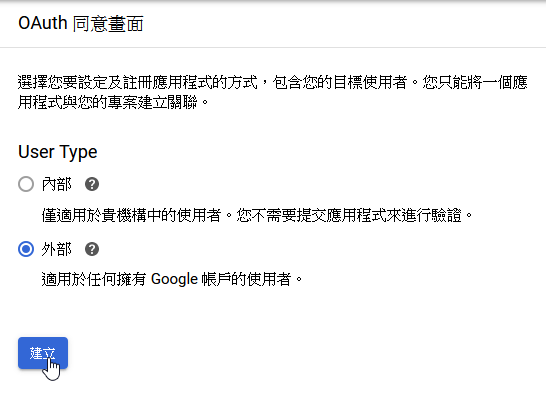 OAuth 同意畫面
選擇您要設定及註冊應用程式的方式，包含您的目標使用者。您只能將一個應
用程式與您的專案建立關聯。
User Type
內部
僅適用於貴機構中的使用者。您不需要提交應用程式來進行驗證。
外部
適用於任何擁有 Google 帳戶的使用者。
建立